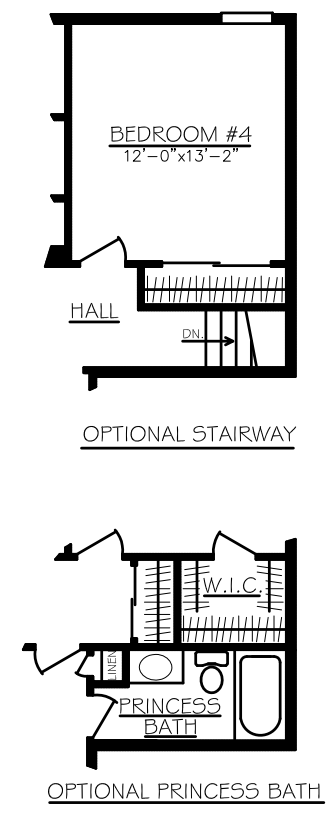 BEDROOM #4
12'-0"x13'-2"
HALL
DN.
OPTIONAL STAIRWAY
W.I.C.
LINEN
PRINCESS
BATH
OPTIONAL PRINCESS BATH